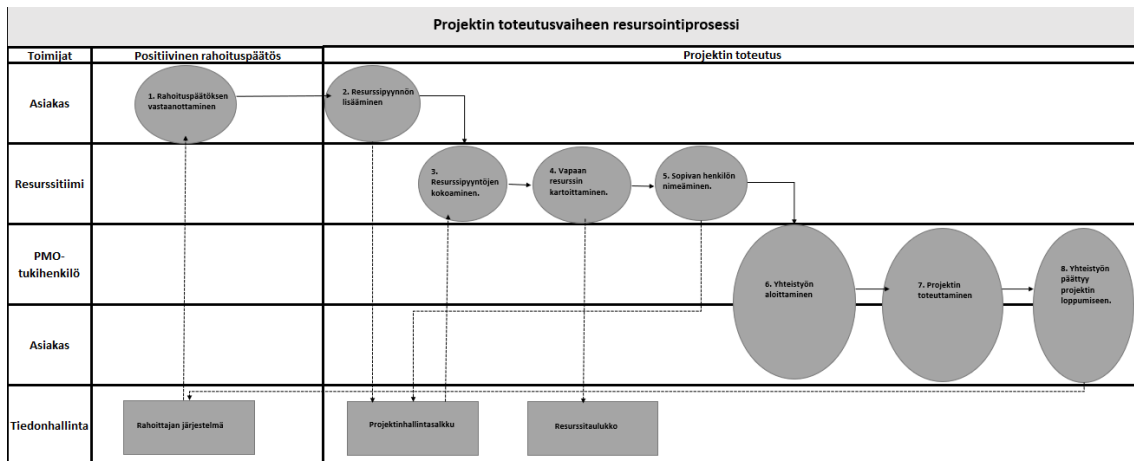 Projektin toteutusvaiheen resursointiprosessi
Toimijat
Positiivinen rahoituspäätös
Projektin toteutus
Asiakas
1. Rahoituspäätöksen
vastaanottaminen
2. Resurssipyynnön
lisääminen
Resurssitiimi
3.
Resurssipyyntöjen
kokoaminen.
4. Vapaan
resurssin
kartoittaminen.
5. Sopivan henkilön
nimeäminen.
PMO-
tukihenkilö
6. Yhteistyön
aloittaminen
7. Projektin
toteuttaminen
8. Yhteistyön
päättyy
projektin
loppumiseen.
Asiakas
Tiedonhallinta
Rahoittajan järjestelmä
Projektinhallintasalkku
Resurssitaulukko